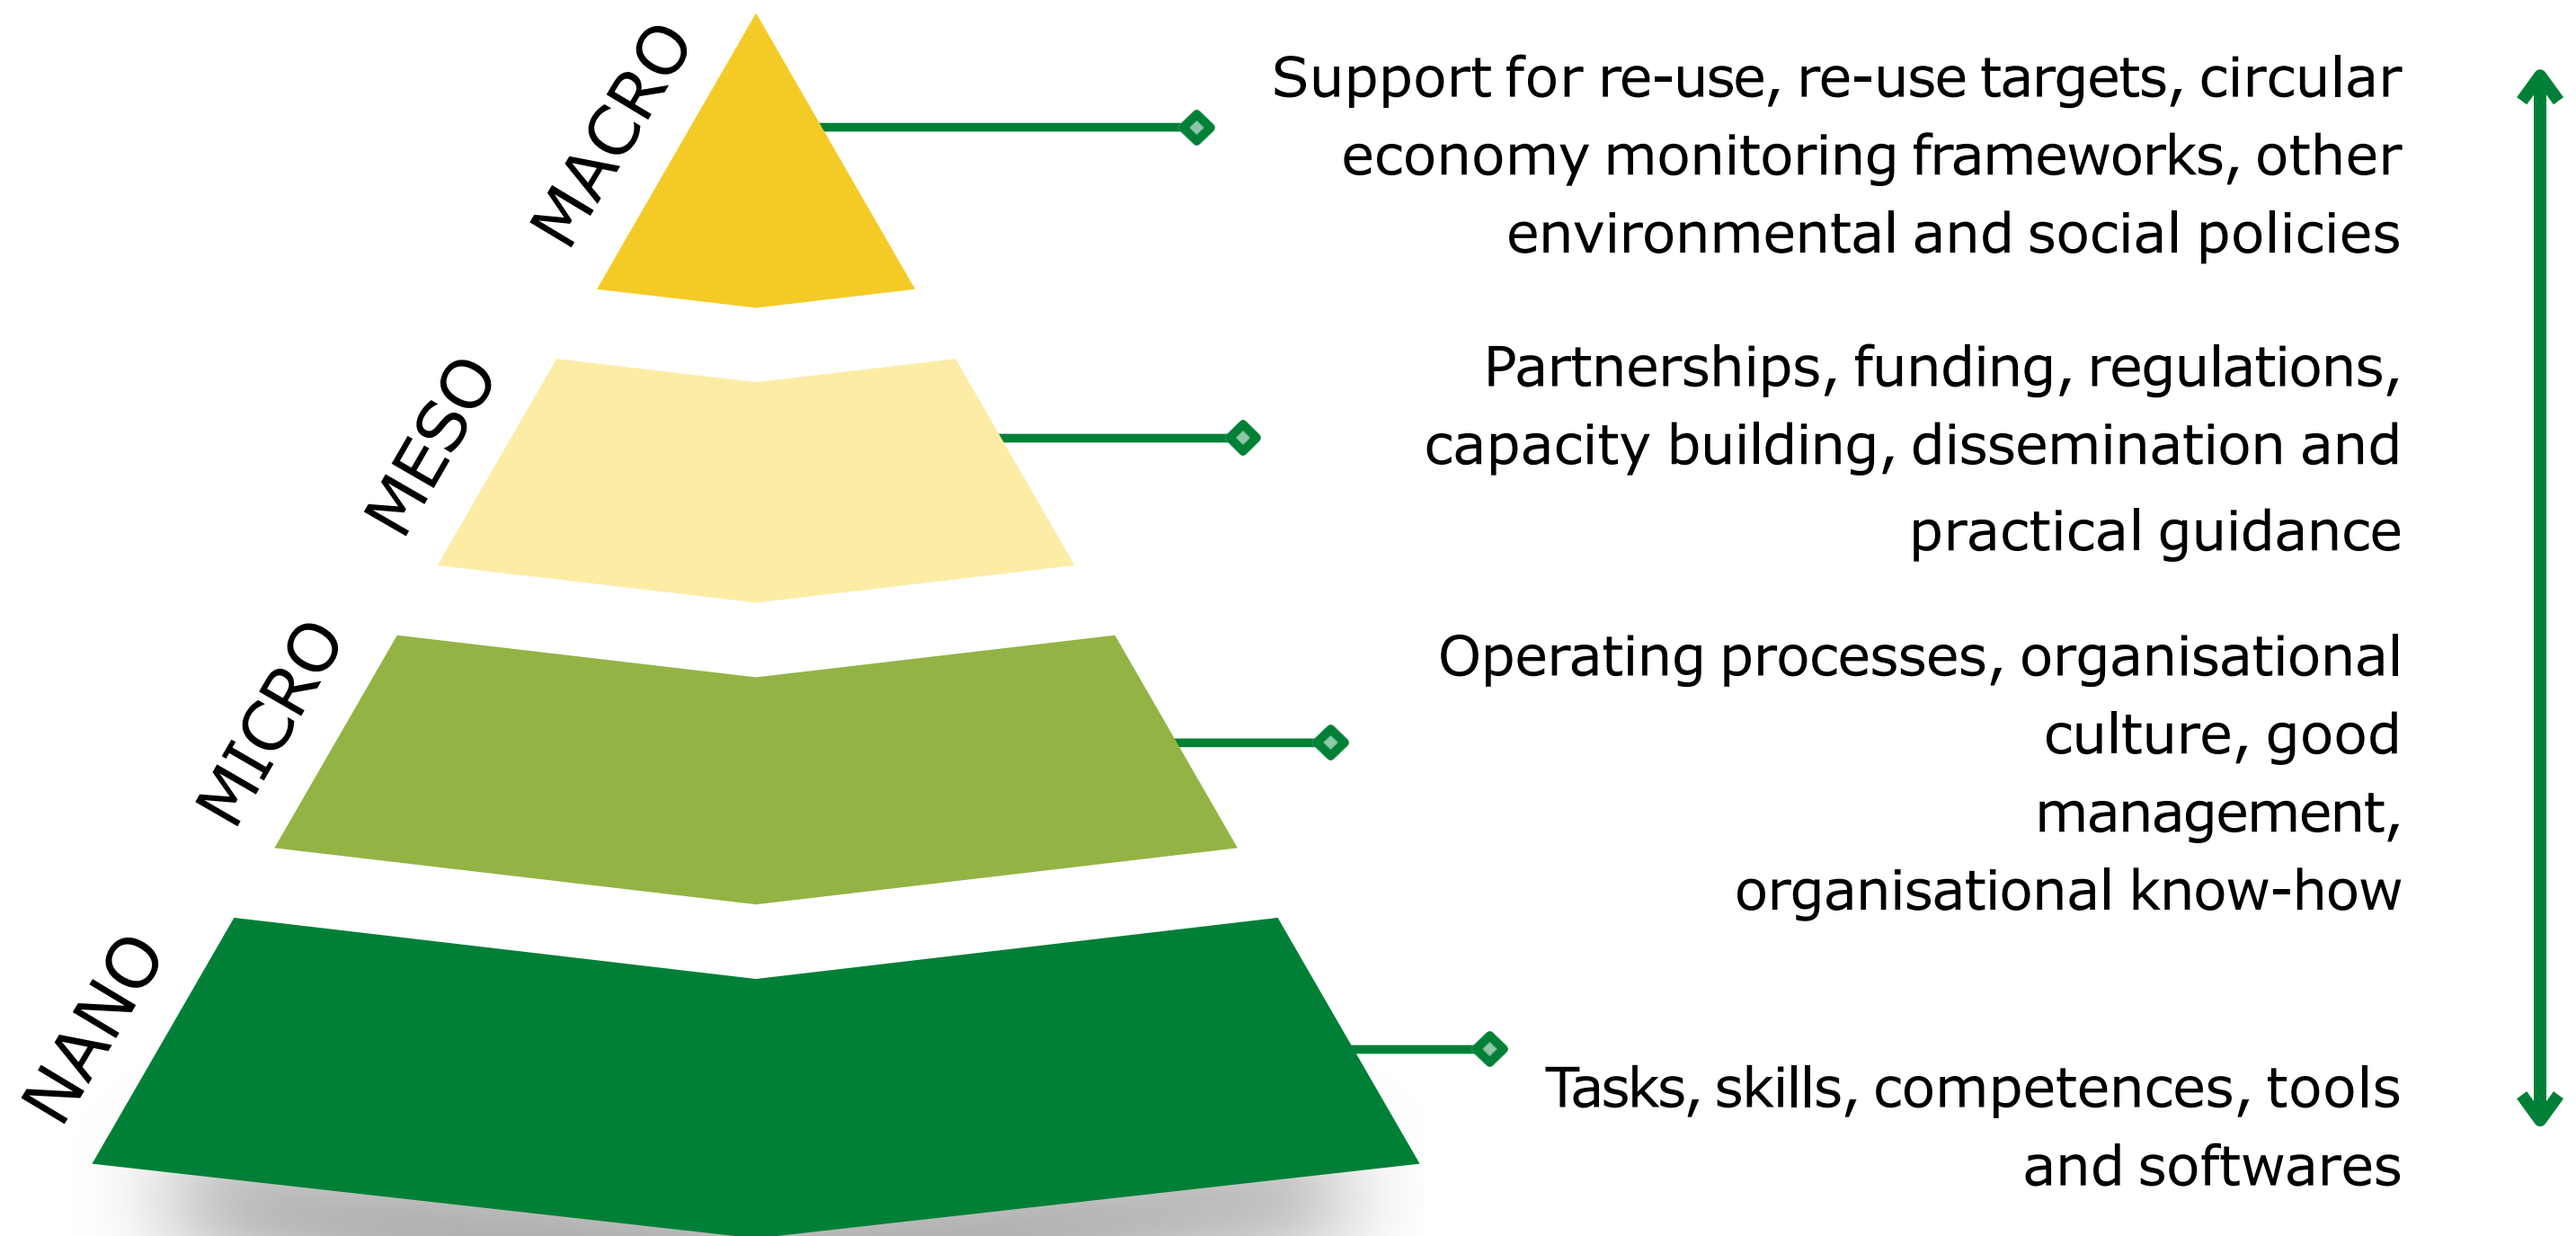 MACRO
Support for re-use, re-use targets, circular
economy monitoring frameworks, other
environmental and social policies
MESO
Partnerships, funding, regulations,
capacity building, dissemination and
practical guidance
MICRO
Operating processes, organisational
culture, good
management,
organisational know-how
NANO
Tasks, skills, competences, tools
and softwares